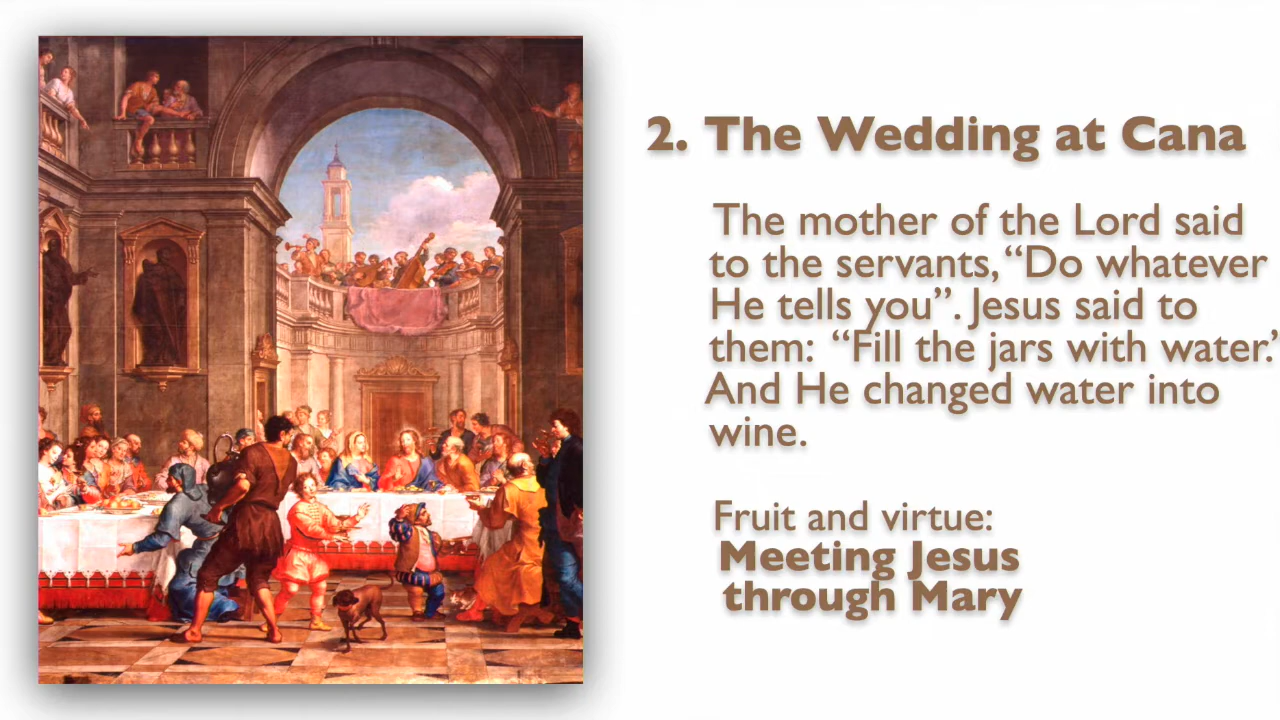 2. The Wedding at Cana
The mother of the Lord said
to the servants, “Do whatever
He tells you”. Jesus said to
them: “Fill the jars with water.”
And He changed water into
wine.
Fruit and virtue:
Meeting Jesus
through Mary